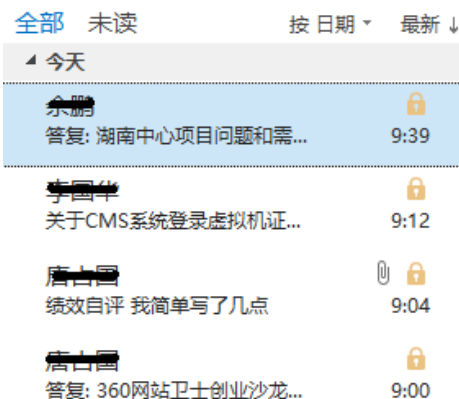 全部 未读 按 日期 最新
今天
答复: 湖南中心项目问题和需... 9:39
关于CMS系统登录虚拟机证... 9:12
绩效自评 我简单写了几点 9:04
答复: 360网站卫士创业沙龙... 9:00